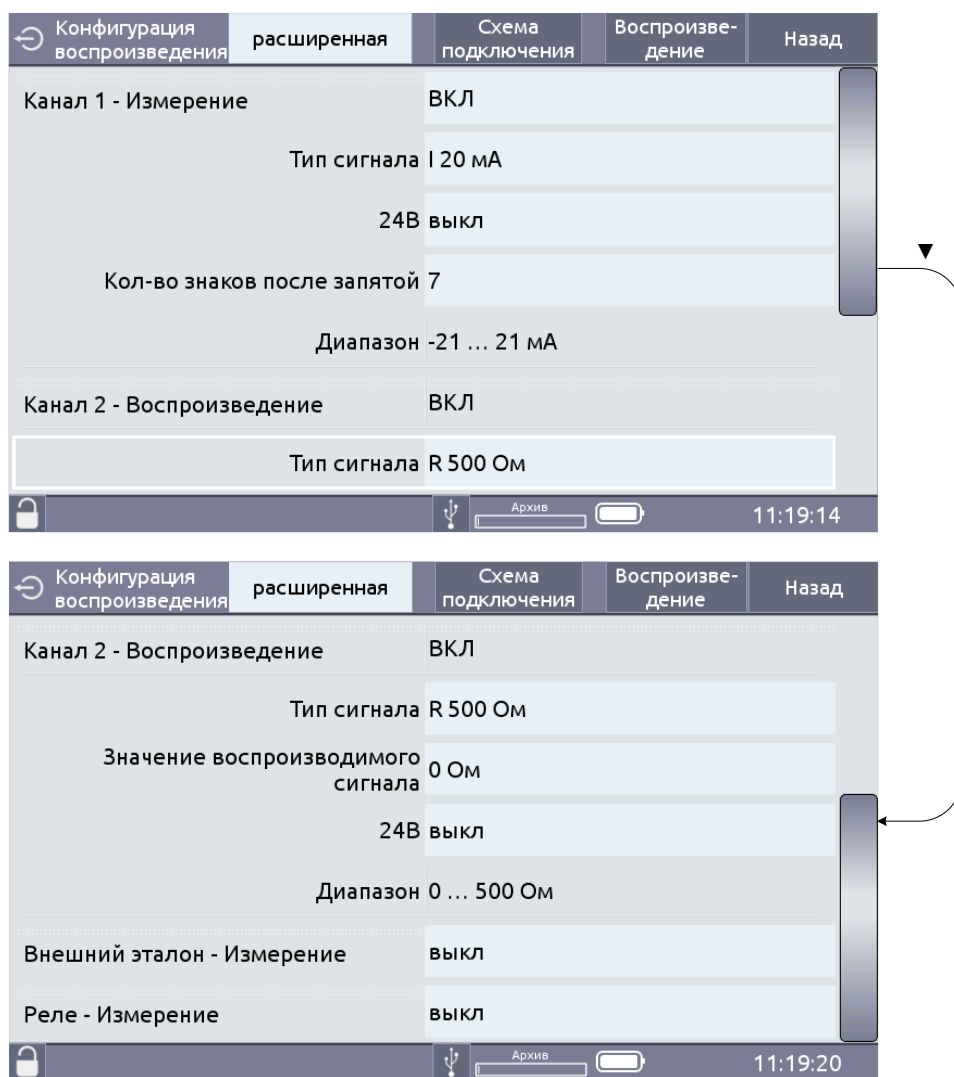 Конфигурация воспроизведения расширенная Схема подключения Воспроизве-дение Назад
Канал 1 - Измерение ВКЛ
Тип сигнала I 20 мА
24В выкл
Кол-во знаков после запятой 7
Диапазон -21 … 21 мА
Канал 2 - Воспроизведение ВКЛ
Тип сигнала R 500 Ом
Архив 11:19:14
Конфигурация воспроизведения расширенная Схема подключения Воспроизве-дение Назад
Канал 2 - Воспроизведение ВКЛ
Тип сигнала R 500 Ом
Значение воспроизводимого сигнала 0 Ом
24В выкл
Диапазон 0 … 500 Ом
Внешний эталон - Измерение выкл
Реле - Измерение выкл
Архив 11:19:20